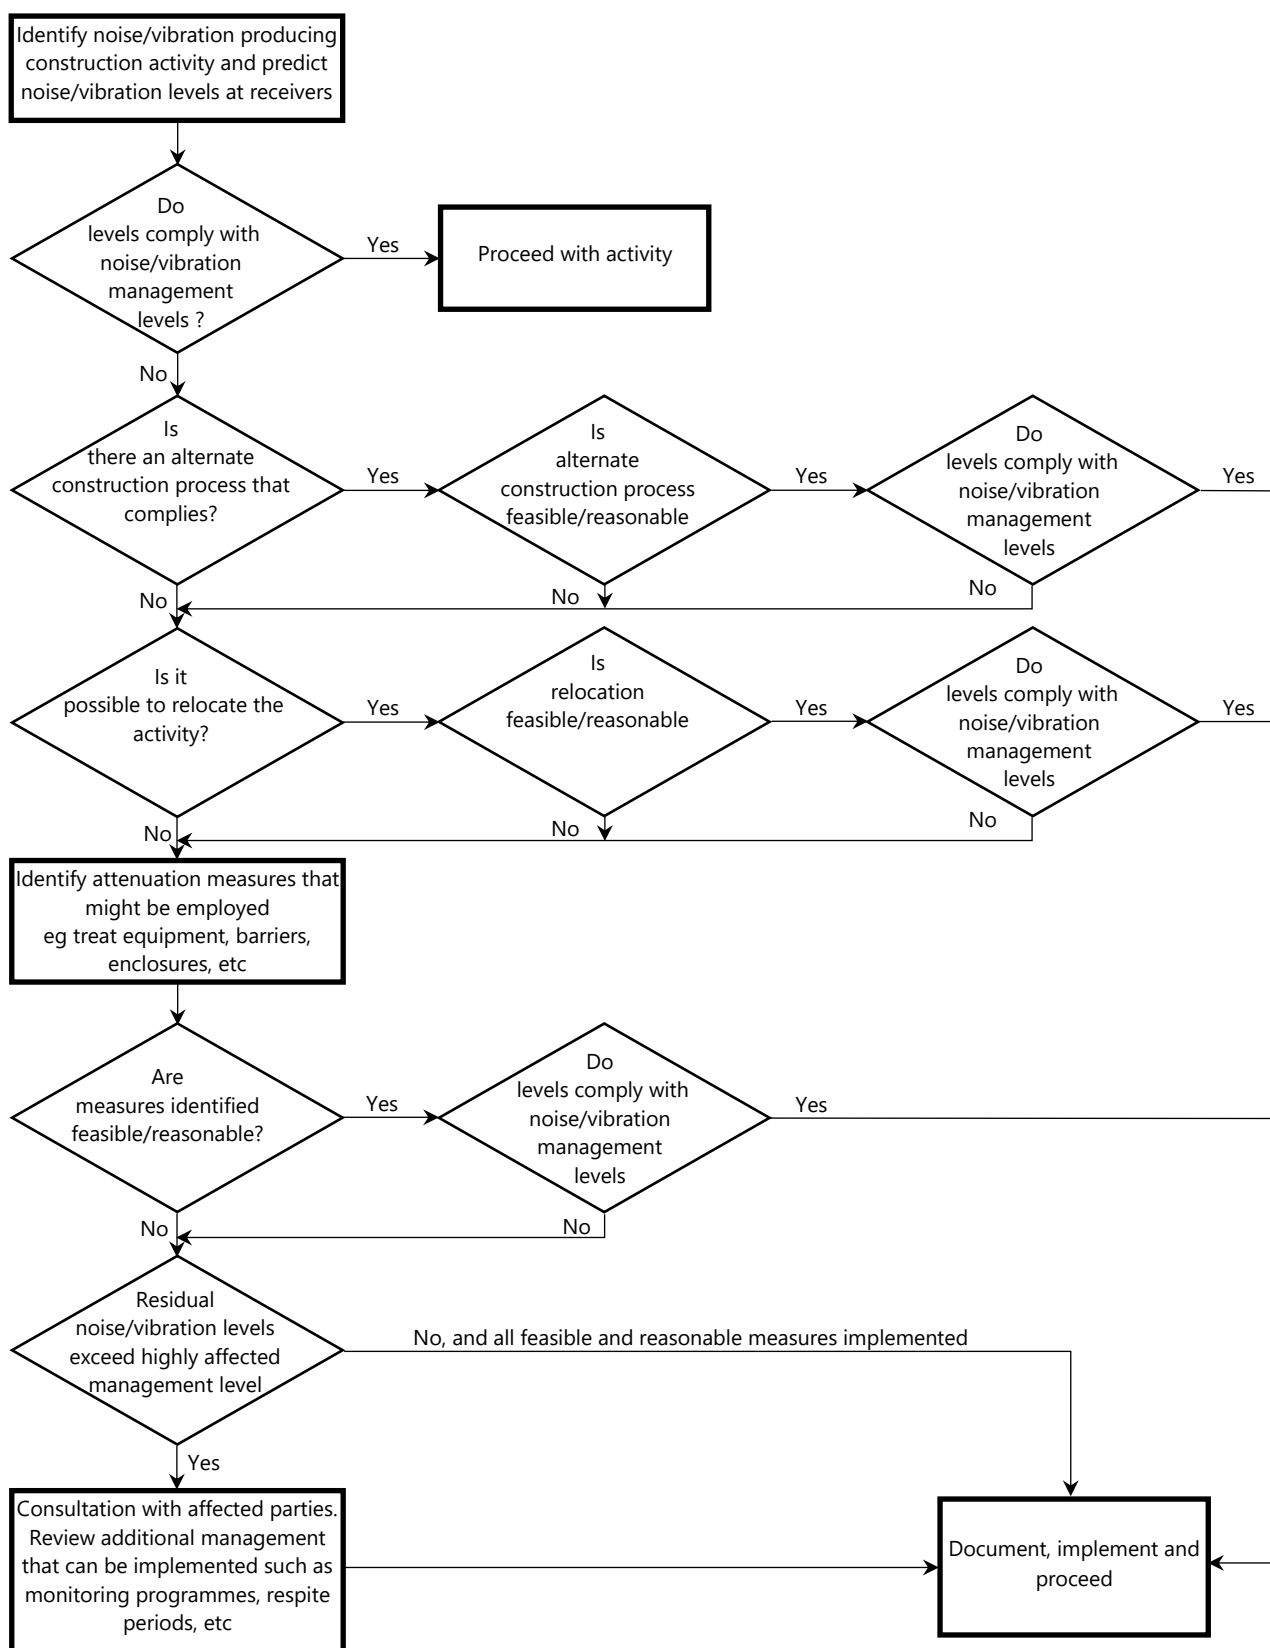 Identify noise/vibration producing
construction activity and predict
noise/vibration levels at receivers
Do
levels comply with
noise/vibration
management
levels ?
Yes
Proceed with activity
No
Is
there an alternate
construction process that
complies?
Yes
Is
alternate
construction process
feasible/reasonable
Yes
Do
levels comply with
noise/vibration
management
levels
Yes
No
No
No
Is it
possible to relocate the
activity?
Yes
Is
relocation
feasible/reasonable
Yes
Do
levels comply with
noise/vibration
management
levels
Yes
No
No
No
Identify attenuation measures that
might be employed
eg treat equipment, barriers,
enclosures, etc
Are
measures identified
feasible/reasonable?
Yes
Do
levels comply with
noise/vibration
management
levels
Yes
No
No
Residual
noise/vibration levels
exceed highly affected
management level
No, and all feasible and reasonable measures implemented
Yes
Consultation with affected parties.
Review additional management
that can be implemented such as
monitoring programmes, respite
periods, etc
Document, implement and
proceed